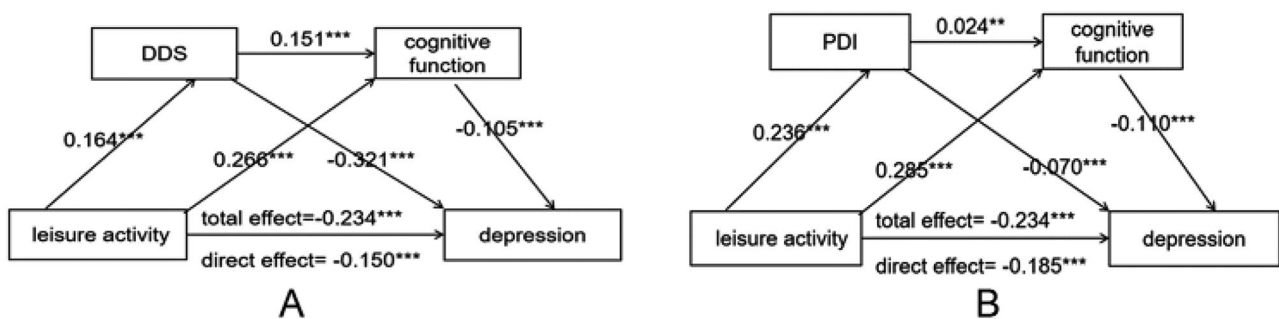 0.151***
DDS
cognitive
function
0.164***
0.266***
-0.321***
-0.105***
leisure activity
total effect=-0.234***
direct effect= -0.150***
depression
A
0.024**
PDI
cognitive
function
0.236***
0.285***
-0.070***
-0.110***
leisure activity
total effect= -0.234***
direct effect= -0.185***
depression
B